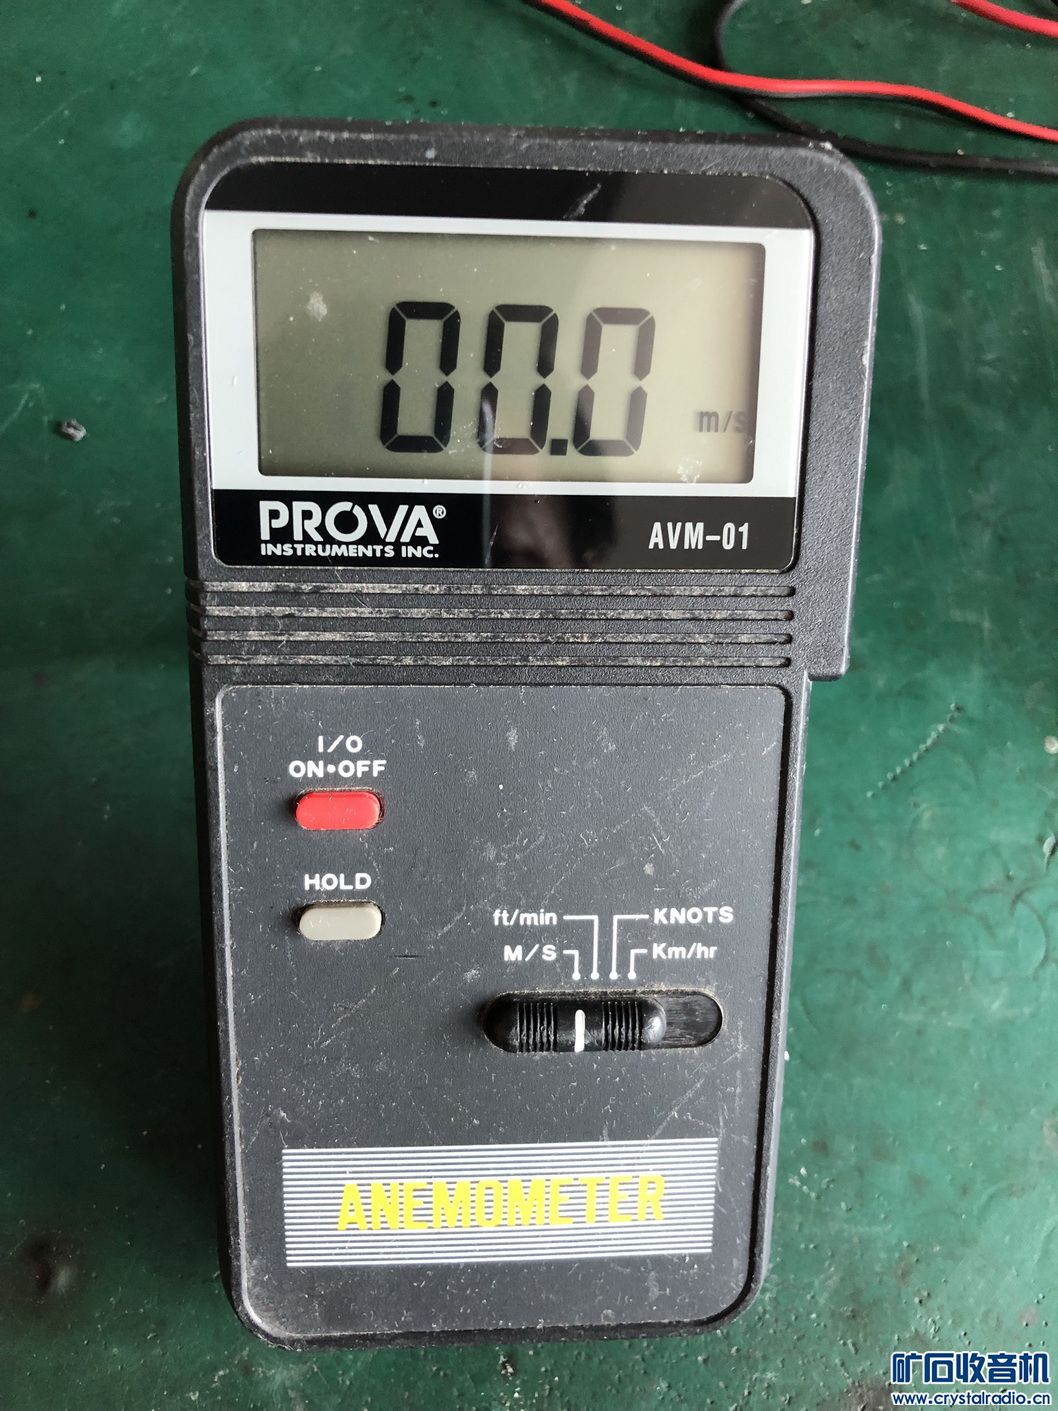 00.0
m/s
PROVA®
INSTRUMENTS INC.
AVM-01
I/O
ON•OFF
HOLD
ft/min
KNOTS
M/S
Km/hr
ANEMOMETER
矿石收音机
www.crystalradio.cn